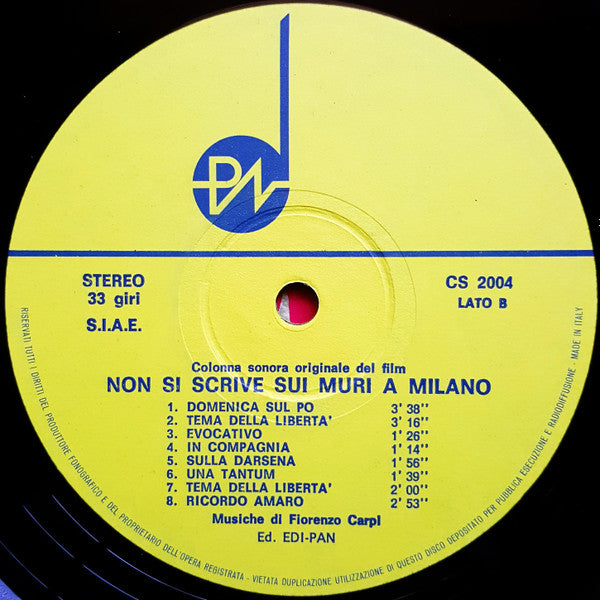 PAN
STEREO
33 giri
S.I.A.E.
CS 2004
LATO B
Colonna sonora originale del film
NON SI SCRIVE SUI MURI A MILANO
1. DOMENICA SUL PO 3' 38''
2. TEMA DELLA LIBERTA' 3' 16''
3. EVOCATIVO 1' 26''
4. IN COMPAGNIA 1' 14''
5. SULLA DARSENA 1' 56''
6. UNA TANTUM 1' 39''
7. TEMA DELLA LIBERTA' 2' 00''
8. RICORDO AMARO 2' 53''
Musiche di Fiorenzo Carpi
Ed. EDI-PAN
RISERVATI TUTTI I DIRITTI DEL PRODUTTORE FONOGRAFICO E DEL PROPRIETARIO DELL'OPERA REGISTRATA - VIETATA DUPLICAZIONE UTILIZZAZIONE DI QUESTO DISCO DEPOSITATO PER PUBBLICA ESECUZIONE E RADIODIFFUSIONE - MADE IN ITALY